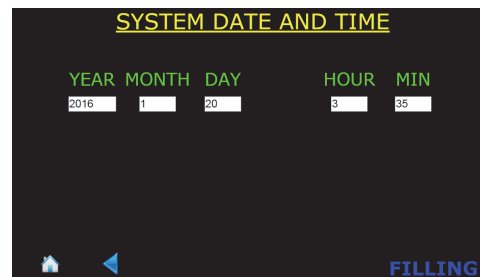 SYSTEM DATE AND TIME
YEAR MONTH DAY HOUR MIN
2016 1 20 3 35
FILLING